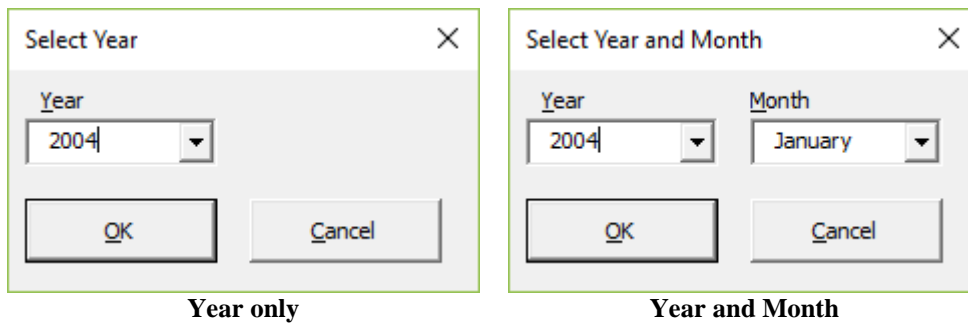 Select Year
Year
2004
OK Cancel
Year only
Select Year and Month
Year Month
2004 January
OK Cancel
Year and Month